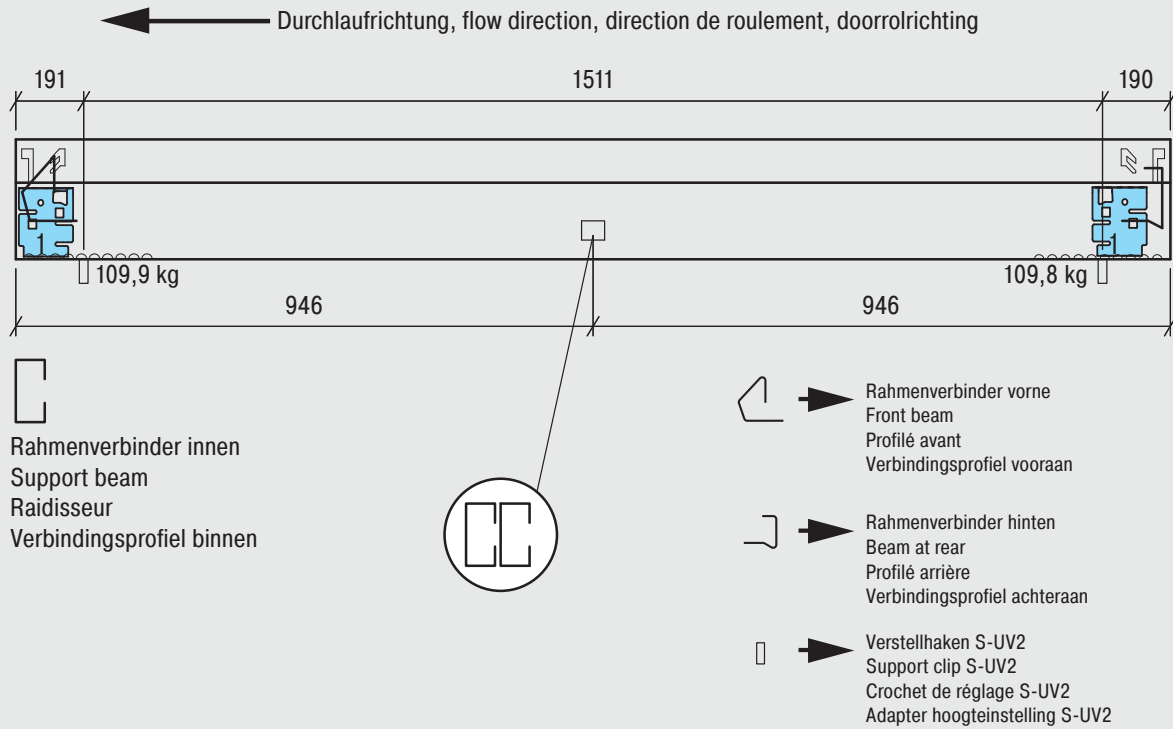 Durchlaufrichtung, flow direction, direction de roulement, doorrolrichting
191
1511
190
1
1
109,9 kg
109,8 kg
946
946
Rahmenverbinder innen
Support beam
Raidisseur
Verbindingsprofiel binnen
Rahmenverbinder vorne
Front beam
Profilé avant
Verbindingsprofiel vooraan
Rahmenverbinder hinten
Beam at rear
Profilé arrière
Verbindingsprofiel achteraan
Verstellhaken S-UV2
Support clip S-UV2
Crochet de réglage S-UV2
Adapter hoogteinstelling S-UV2